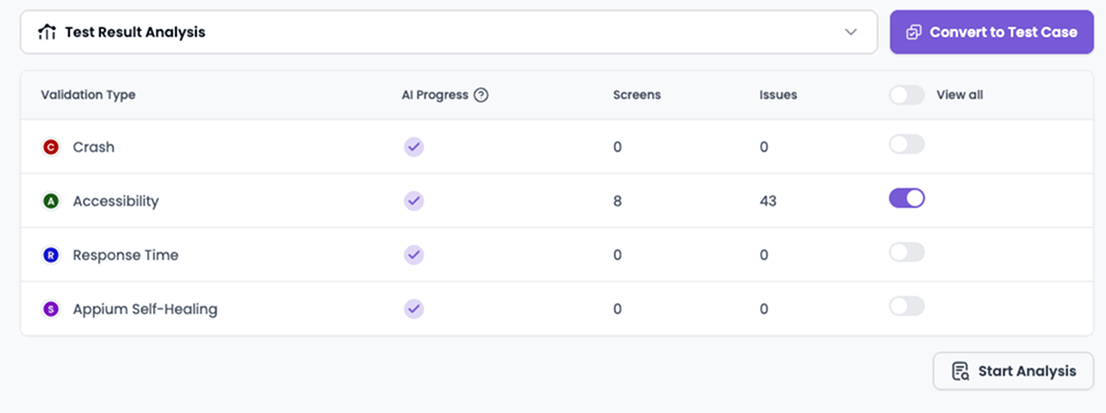 Test Result Analysis Convert to Test Case
Validation Type AI Progress ? Screens Issues View all
C Crash 0 0
A Accessibility 8 43
R Response Time 0 0
S Appium Self-Healing 0 0
Start Analysis